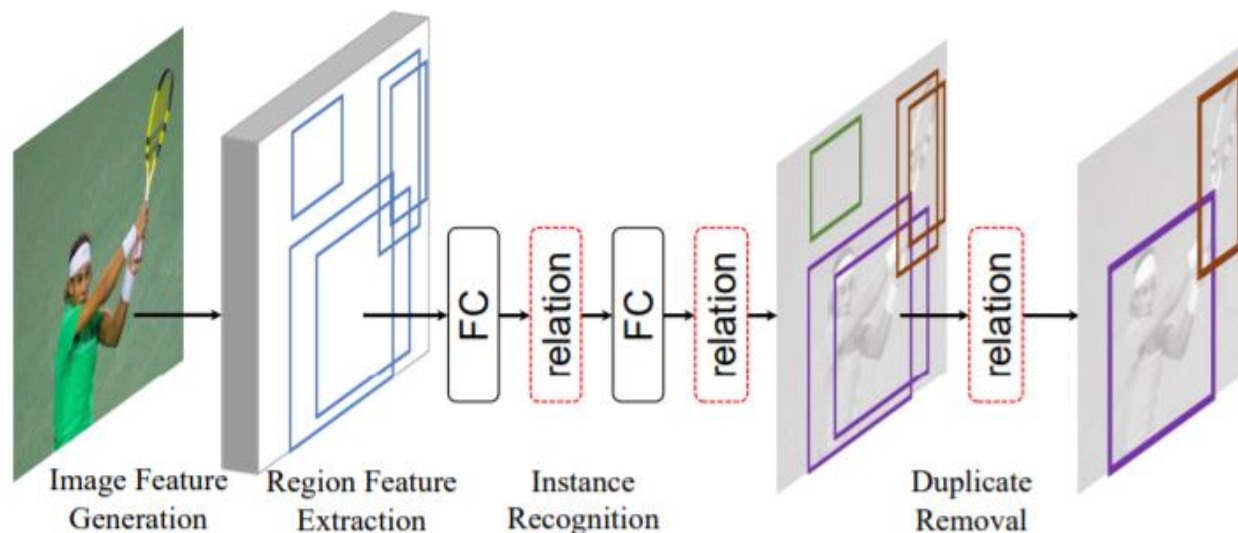 FC
relation
FC
relation
relation
Image Feature
Generation
Region Feature
Extraction
Instance
Recognition
Duplicate
Removal